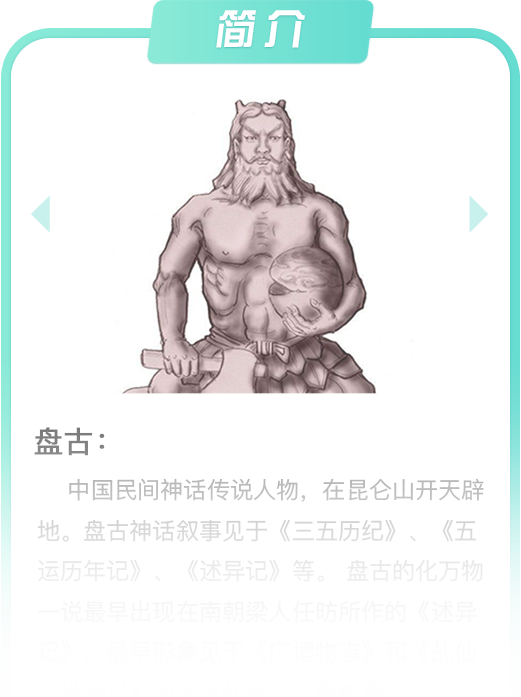 简介
盘古：
中国民间神话传说人物，在昆仑山开天辟
地。盘古神话叙事见于《三五历纪》、《五
运历年记》、《述异记》等。 盘古的化万物
一说最早出现在南朝梁人任昉所作的《述异
记》，